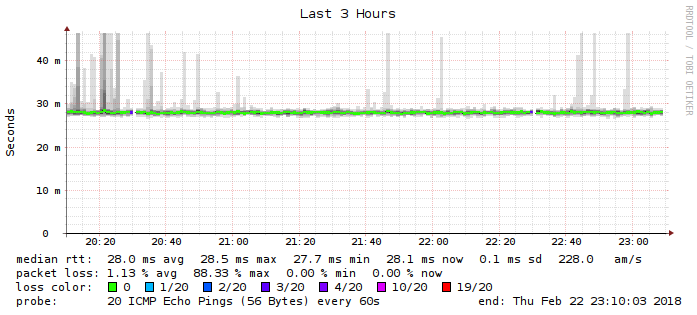 Last 3 Hours
RRDTOOL / TOBI OETIKER
Seconds
40 m
30 m
20 m
10 m
0
20:20 20:40 21:00 21:20 21:40 22:00 22:20 22:40 23:00
median rtt: 28.0 ms avg 28.5 ms max 27.7 ms min 28.1 ms now 0.1 ms sd 228.0 am/s
packet loss: 1.13 % avg 88.33 % max 0.00 % min 0.00 % now
loss color: 0 1/20 2/20 3/20 4/20 10/20 19/20
probe: 20 ICMP Echo Pings (56 Bytes) every 60s end: Thu Feb 22 23:10:03 2018